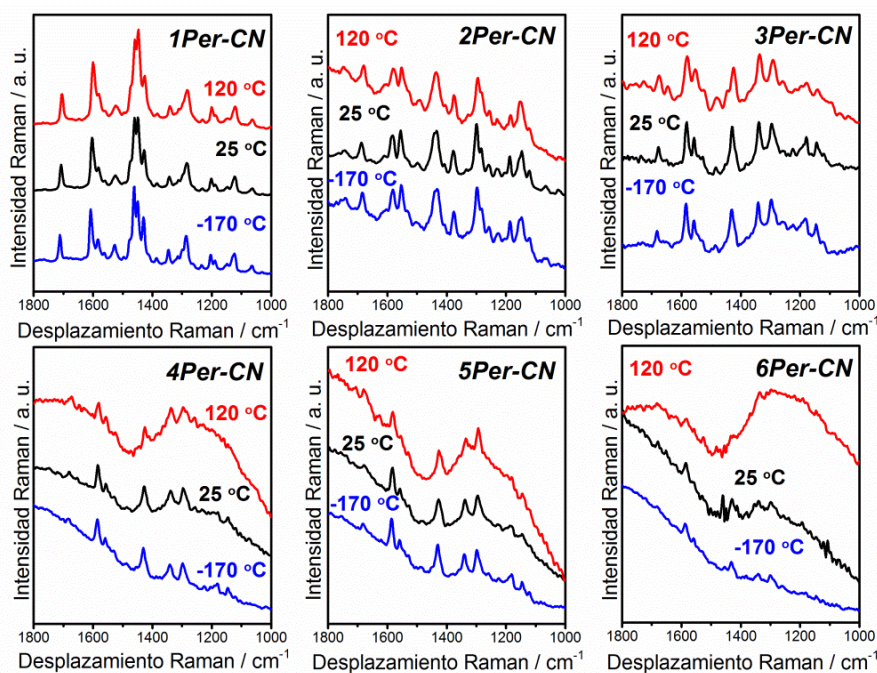 1Per-CN
120 °C
25 °C
-170 °C
Intensidad Raman / a. u.
1800 1600 1400 1200 1000
Desplazamiento Raman / cm-1
2Per-CN
120 °C
25 °C
-170 °C
Intensidad Raman / a. u.
1800 1600 1400 1200 1000
Desplazamiento Raman / cm-1
3Per-CN
120 °C
25 °C
-170 °C
Intensidad Raman / a. u.
1800 1600 1400 1200 1000
Desplazamiento Raman / cm-1
4Per-CN
120 °C
25 °C
-170 °C
Intensidad Raman / a. u.
1800 1600 1400 1200 1000
Desplazamiento Raman / cm-1
5Per-CN
120 °C
25 °C
-170 °C
Intensidad Raman / a. u.
1800 1600 1400 1200 1000
Desplazamiento Raman / cm-1
6Per-CN
120 °C
25 °C
-170 °C
Intensidad Raman / a. u.
1800 1600 1400 1200 1000
Desplazamiento Raman / cm-1